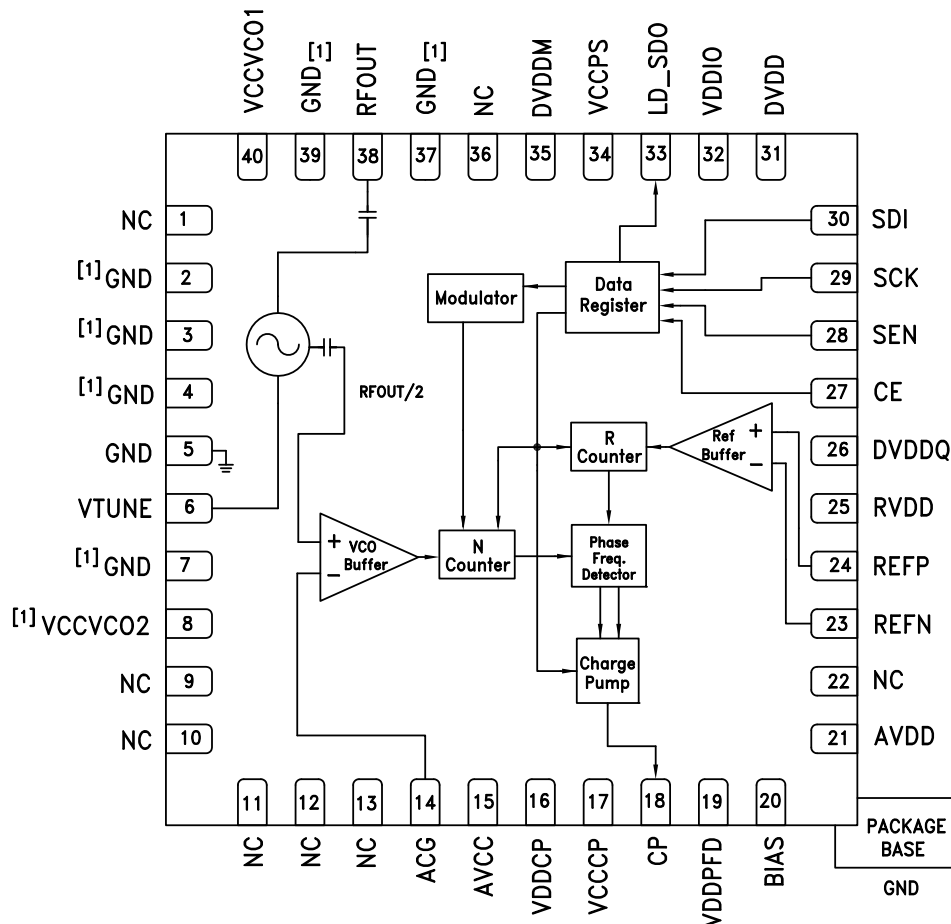 VCCVCO1
GND[1]
RFOUT
GND[1]
NC
DVDDM
VCCPS
LD_SDO
VDDIO
DVDD
40
39
38
37
36
35
34
33
32
31
NC 1
[1]GND 2
[1]GND 3
[1]GND 4
GND 5
VTUNE 6
[1]GND 7
[1]VCCVCO2 8
NC 9
NC 10
30 SDI
29 SCK
28 SEN
27 CE
26 DVDDQ
25 RVDD
24 REFP
23 REFN
22 NC
21 AVDD
Modulator
Data
Register
RFOUT/2
R
Counter
Ref
Buffer
+
−
+
−
VCO
Buffer
N
Counter
Phase
Freq.
Detector
Charge
Pump
11
12
13
14
15
16
17
18
19
20
NC
NC
NC
ACG
AVCC
VDDCP
VCCCP
CP
VDDPFD
BIAS
PACKAGE
BASE
GND